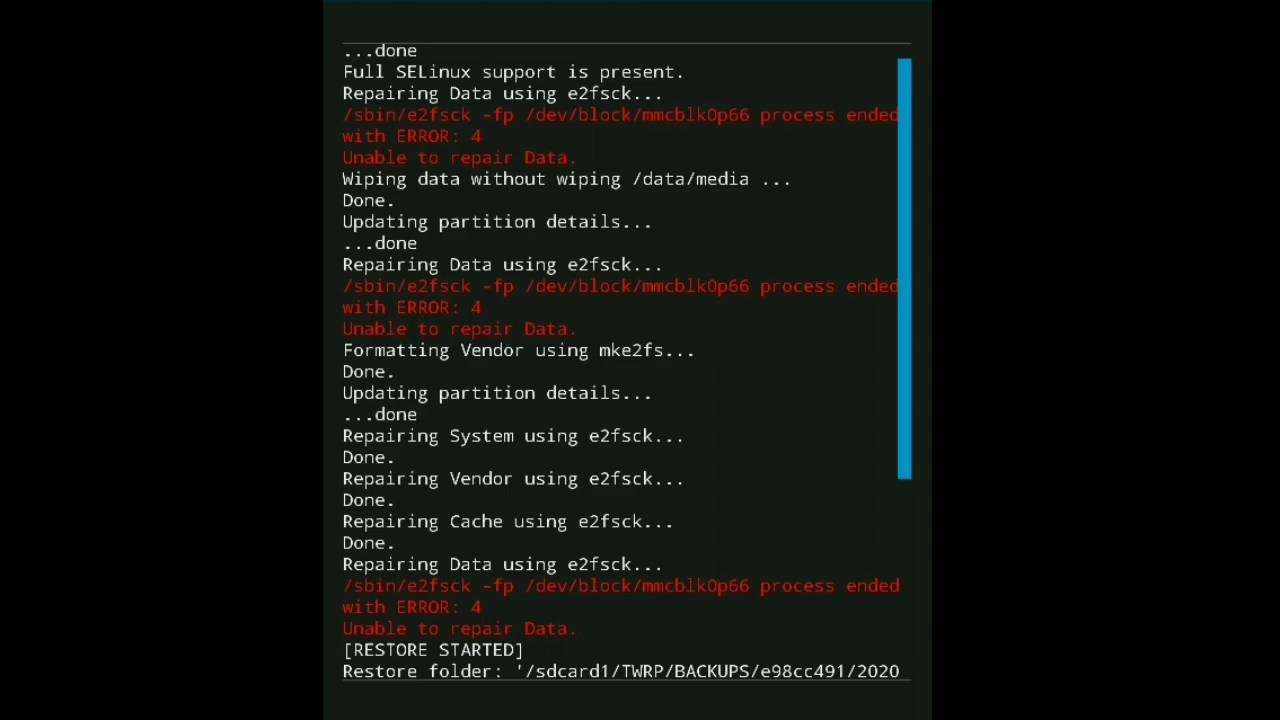 ...done
Full SELinux support is present.
Repairing Data using e2fsck...
/sbin/e2fsck -fp /dev/block/mmcblk0p66 process ended
with ERROR: 4
Unable to repair Data.
Wiping data without wiping /data/media ...
Done.
Updating partition details...
...done
Repairing Data using e2fsck...
/sbin/e2fsck -fp /dev/block/mmcblk0p66 process ended
with ERROR: 4
Unable to repair Data.
Formatting Vendor using mke2fs...
Done.
Updating partition details...
...done
Repairing System using e2fsck...
Done.
Repairing Vendor using e2fsck...
Done.
Repairing Cache using e2fsck...
Done.
Repairing Data using e2fsck...
/sbin/e2fsck -fp /dev/block/mmcblk0p66 process ended
with ERROR: 4
Unable to repair Data.
[RESTORE STARTED]
Restore folder: '/sdcard1/TWRP/BACKUPS/e98cc491/2020